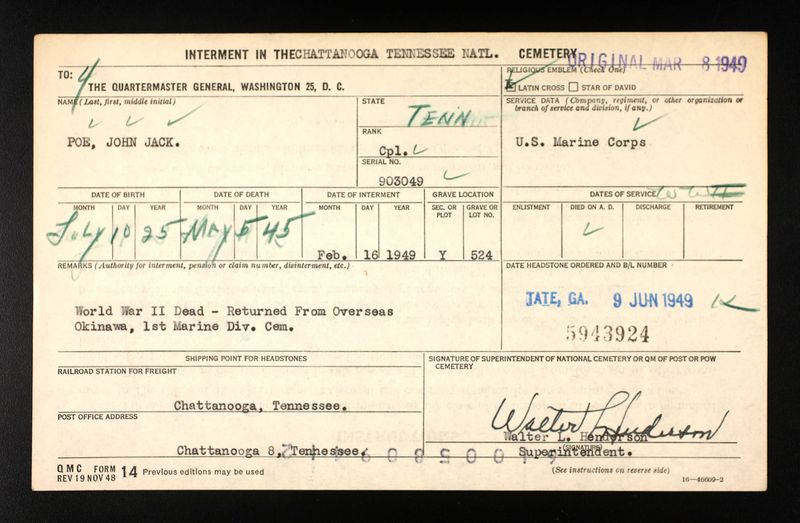 INTERMENT IN THE CHATTANOOGA TENNESSEE NATL. CEMETERY
ORIGINAL MAR 8 1949
TO: 4
THE QUARTERMASTER GENERAL, WASHINGTON 25, D. C.
RELIGIOUS EMBLEM (Check One)
LATIN CROSS STAR OF DAVID
NAME (Last, first, middle initial)
POE, JOHN JACK.
STATE
TENN
RANK
Cpl.
SERIAL NO.
903049
SERVICE DATA (Company, regiment, or other organization or branch of service and division, if any.)
U.S. Marine Corps
DATE OF BIRTH
MONTH DAY YEAR
July 10 25
DATE OF DEATH
MONTH DAY YEAR
May 5 45
DATE OF INTERMENT
MONTH DAY YEAR
Feb. 16 1949
GRAVE LOCATION
SEC. OR PLOT GRAVE OR LOT NO.
Y 524
DATES OF SERVICE WW II
ENLISTMENT DIED ON A. D. DISCHARGE RETIREMENT
REMARKS (Authority for interment, pension or claim number, disinterment, etc.)
World War II Dead - Returned From Overseas
Okinawa, 1st Marine Div. Cem.
DATE HEADSTONE ORDERED AND B/L NUMBER
TATE, GA. 9 JUN 1949
5943924
SHIPPING POINT FOR HEADSTONES
RAILROAD STATION FOR FREIGHT
Chattanooga, Tennessee.
POST OFFICE ADDRESS
Chattanooga 8, Tennessee.
SIGNATURE OF SUPERINTENDENT OF NATIONAL CEMETERY OR QM OF POST OR POW CEMETERY
Walter L Henderson
Walter L. Henderson
(SIGNATURE)
Superintendent.
QMC FORM 14 Previous editions may be used
REV 19 NOV 48
(See instructions on reverse side)
16—46609-2